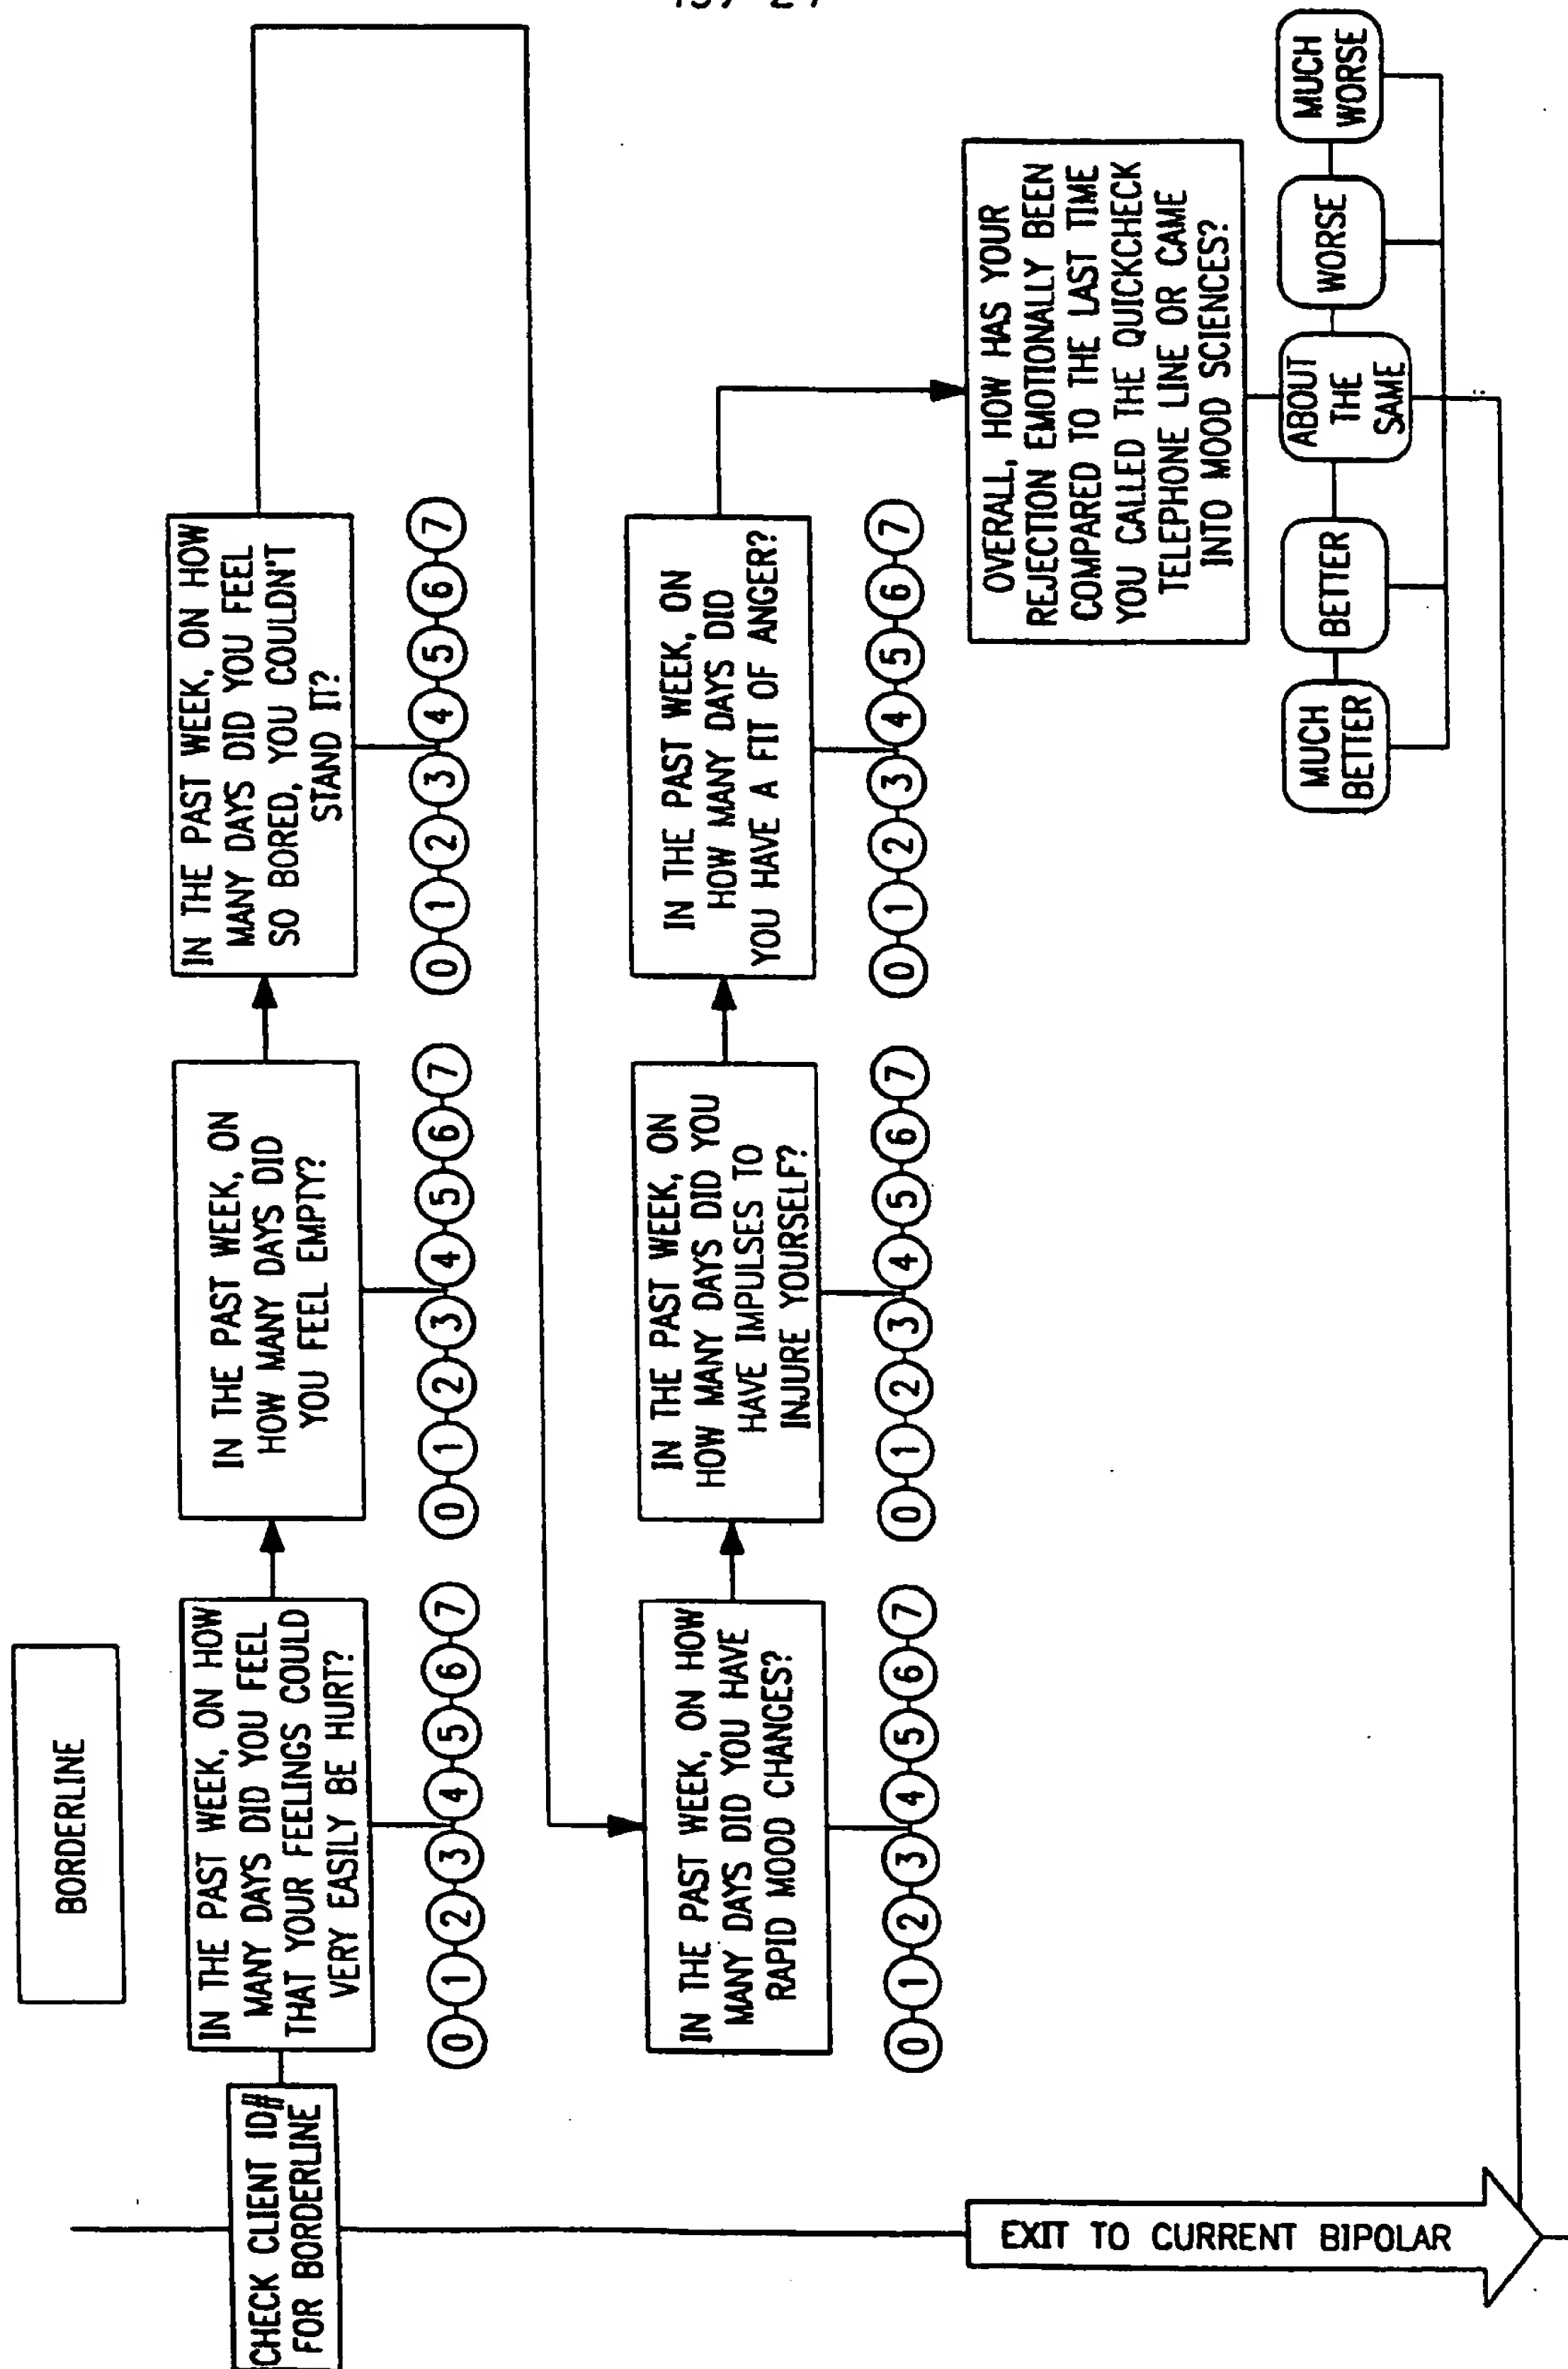 BORDERLINE
CHECK CLIENT ID#
FOR BORDERLINE
IN THE PAST WEEK, ON HOW
MANY DAYS DID YOU FEEL
THAT YOUR FEELINGS COULD
VERY EASILY BE HURT?
0 1 2 3 4 5 6 7
IN THE PAST WEEK, ON
HOW MANY DAYS DID
YOU FEEL EMPTY?
0 1 2 3 4 5 6 7
IN THE PAST WEEK, ON HOW
MANY DAYS DID YOU FEEL
SO BORED, YOU COULDN'T
STAND IT?
0 1 2 3 4 5 6 7
IN THE PAST WEEK, ON HOW
MANY DAYS DID YOU HAVE
RAPID MOOD CHANGES?
0 1 2 3 4 5 6 7
IN THE PAST WEEK, ON
HOW MANY DAYS DID YOU
HAVE IMPULSES TO
INJURE YOURSELF?
0 1 2 3 4 5 6 7
IN THE PAST WEEK, ON
HOW MANY DAYS DID
YOU HAVE A FIT OF ANGER?
0 1 2 3 4 5 6 7
OVERALL, HOW HAS YOUR
REJECTION EMOTIONALLY BEEN
COMPARED TO THE LAST TIME
YOU CALLED THE QUICKCHECK
TELEPHONE LINE OR CAME
INTO MOOD SCIENCES?
MUCH
BETTER
BETTER
ABOUT
THE
SAME
WORSE
MUCH
WORSE
EXIT TO CURRENT BIPOLAR